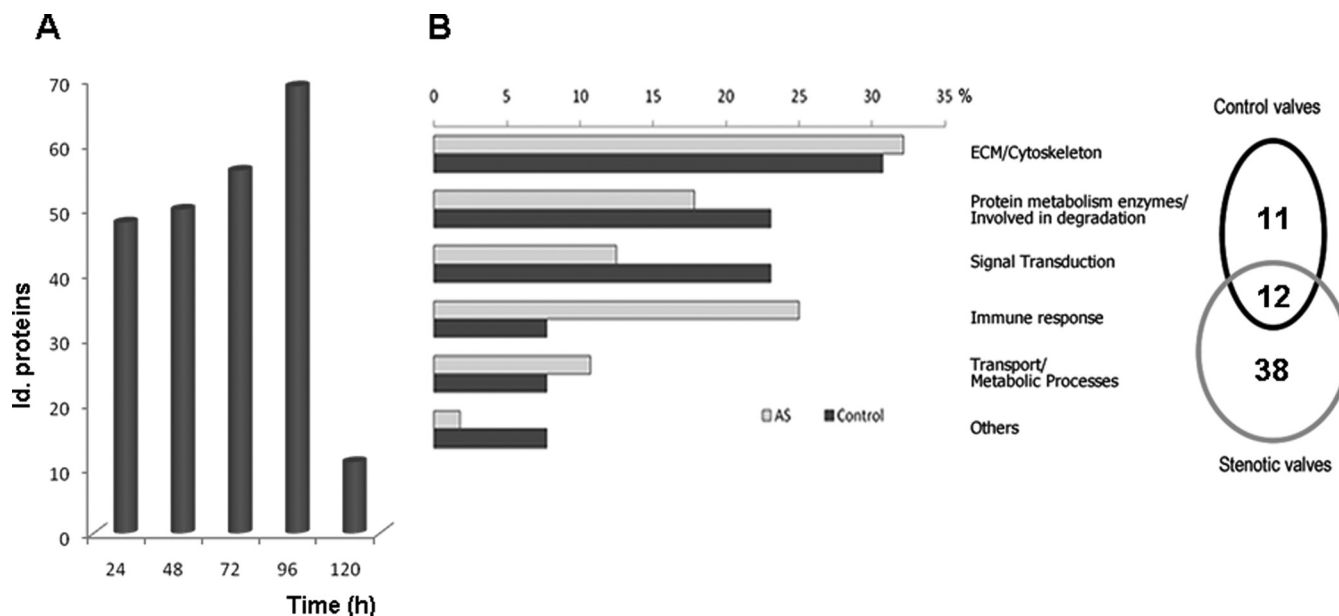 A
B
70
60
50
40
30
20
10
0
Id. proteins
24 48 72 96 120
Time (h)
0 5 10 15 20 25 30 35 %
ECM/Cytoskeleton
Protein metabolism enzymes/
Involved in degradation
Signal Transduction
Immune response
Transport/
Metabolic Processes
Others
AS Control
Control valves
11
12
38
Stenotic valves